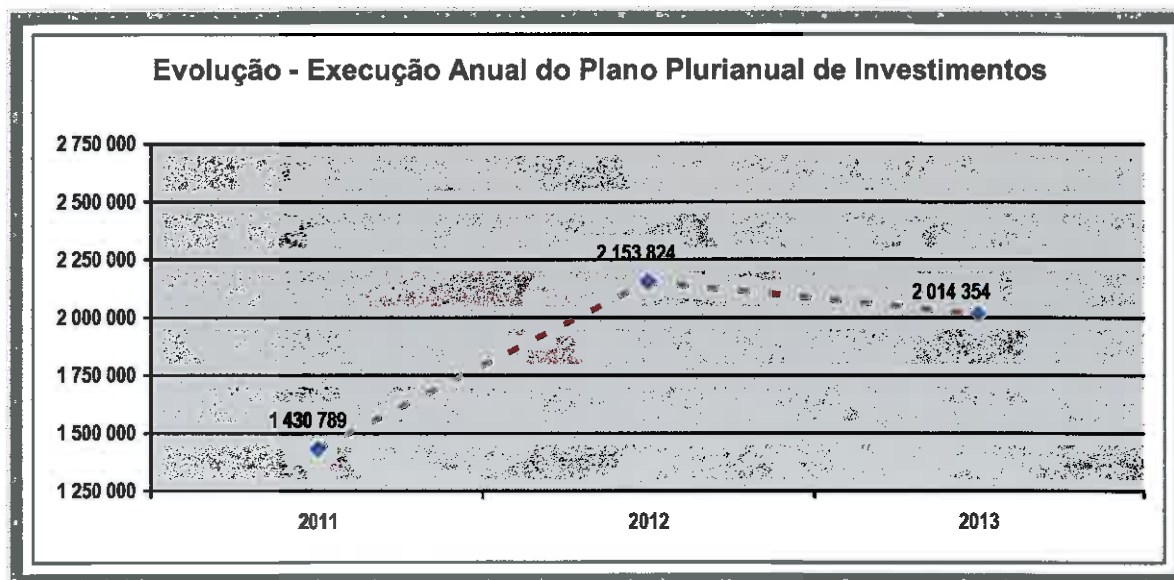 Evolução - Execução Anual do Plano Plurianual de Investimentos
2 750 000
2 500 000
2 250 000
2 000 000
1 750 000
1 500 000
1 250 000
1 430 789
2 153 824
2 014 354
2011
2012
2013